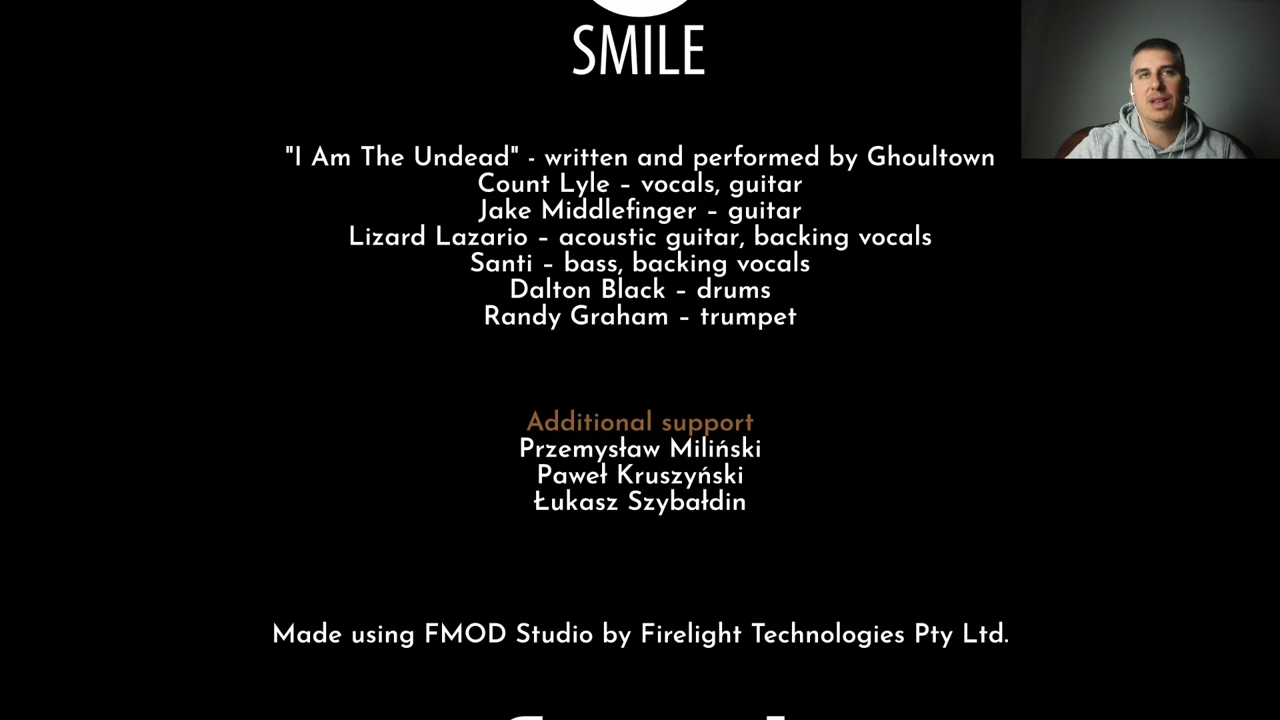 SMILE
"I Am The Undead" - written and performed by Ghoultown
Count Lyle – vocals, guitar
Jake Middlefinger – guitar
Lizard Lazario – acoustic guitar, backing vocals
Santi – bass, backing vocals
Dalton Black – drums
Randy Graham – trumpet
Additional support
Przemysław Miliński
Paweł Kruszyński
Łukasz Szybałdin
Made using FMOD Studio by Firelight Technologies Pty Ltd.